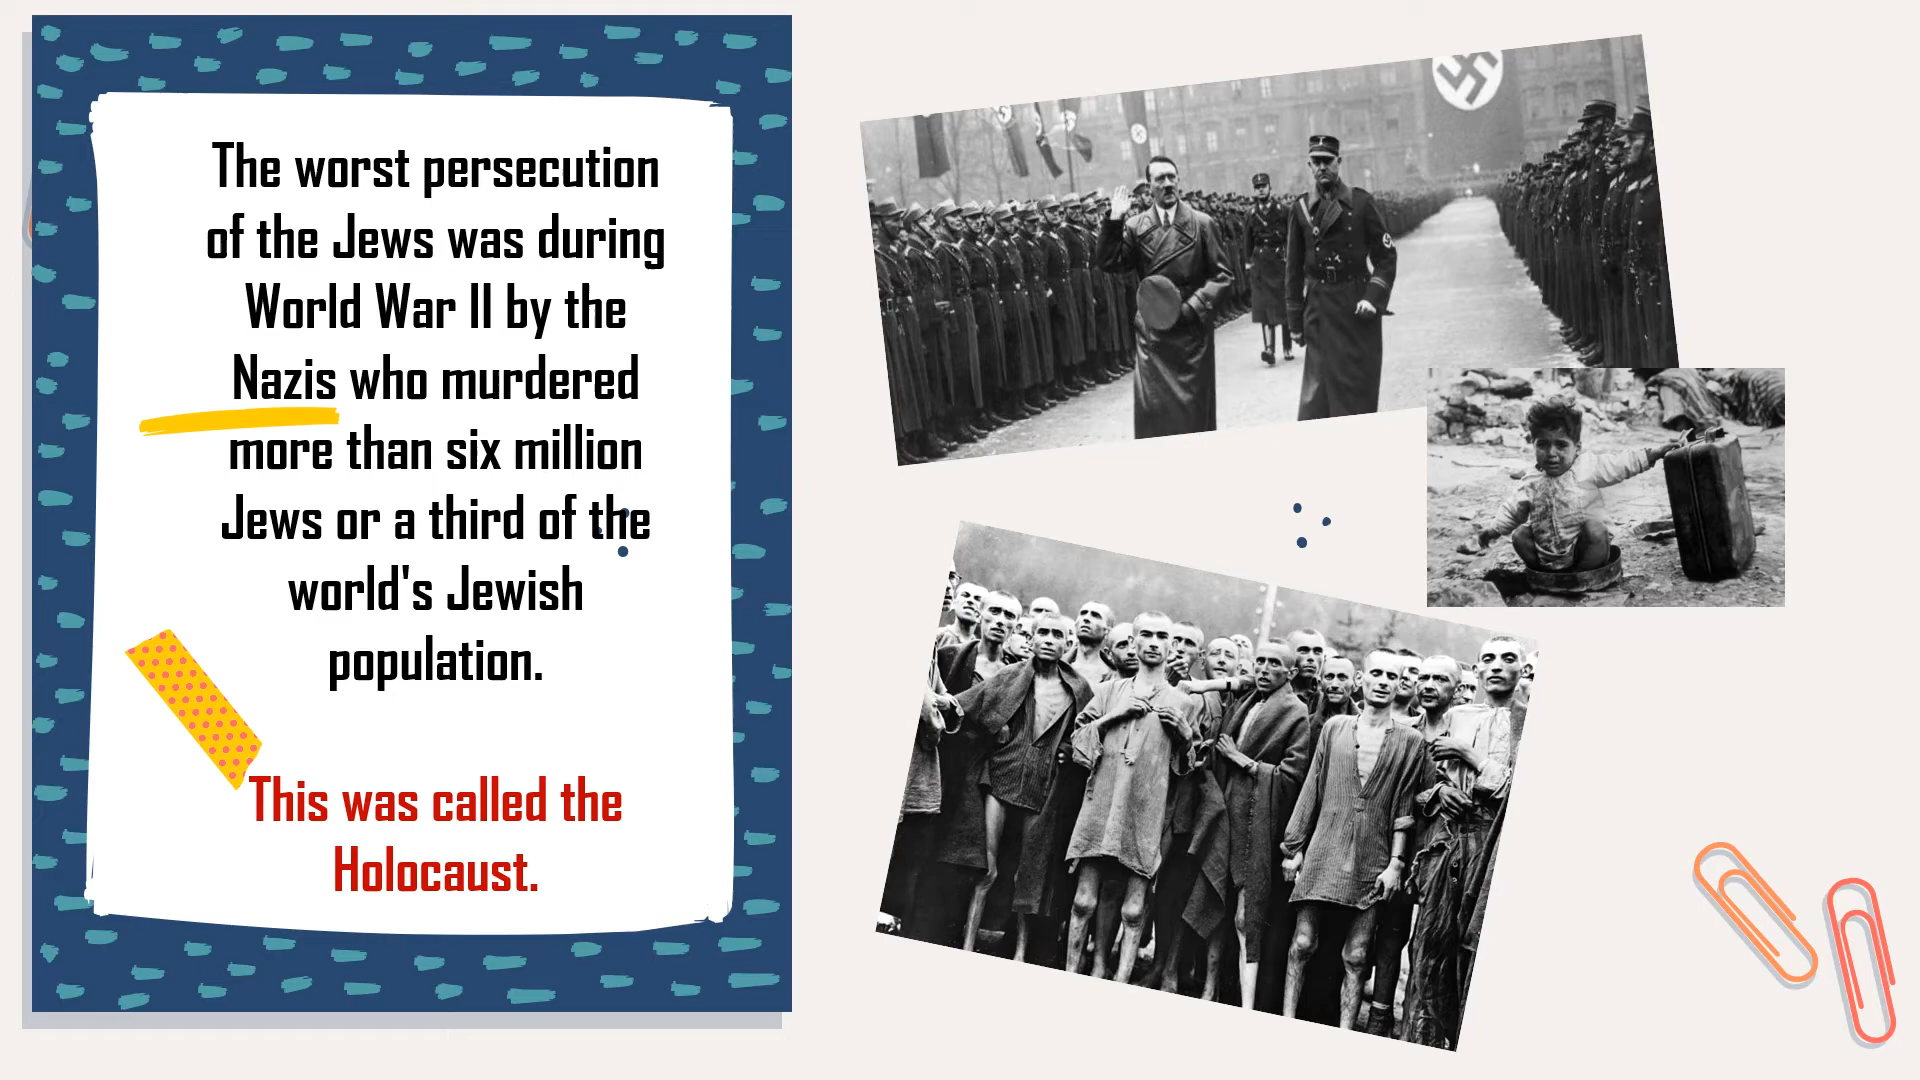 The worst persecution
of the Jews was during
World War II by the
Nazis who murdered
more than six million
Jews or a third of the
world's Jewish
population.
This was called the
Holocaust.